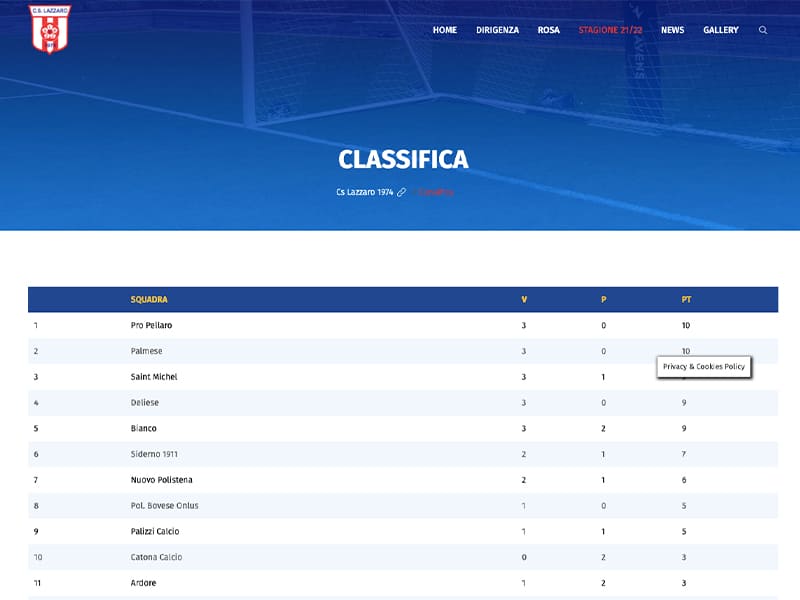 C.S. LAZZARO
HOME DIRIGENZA ROSA STAGIONE 21/22 NEWS GALLERY
CLASSIFICA
Cs Lazzaro 1974 Classifica
SQUADRA V P PT
1 Pro Pellaro 3 0 10
2 Palmese 3 0 10
Privacy & Cookies Policy
3 Saint Michel 3 1
4 Deliese 3 0 9
5 Bianco 3 2 9
6 Siderno 1911 2 1 7
7 Nuovo Polistena 2 1 6
8 Pol. Bovese Onlus 1 0 5
9 Palizzi Calcio 1 1 5
10 Catona Calcio 0 2 3
11 Ardore 1 2 3